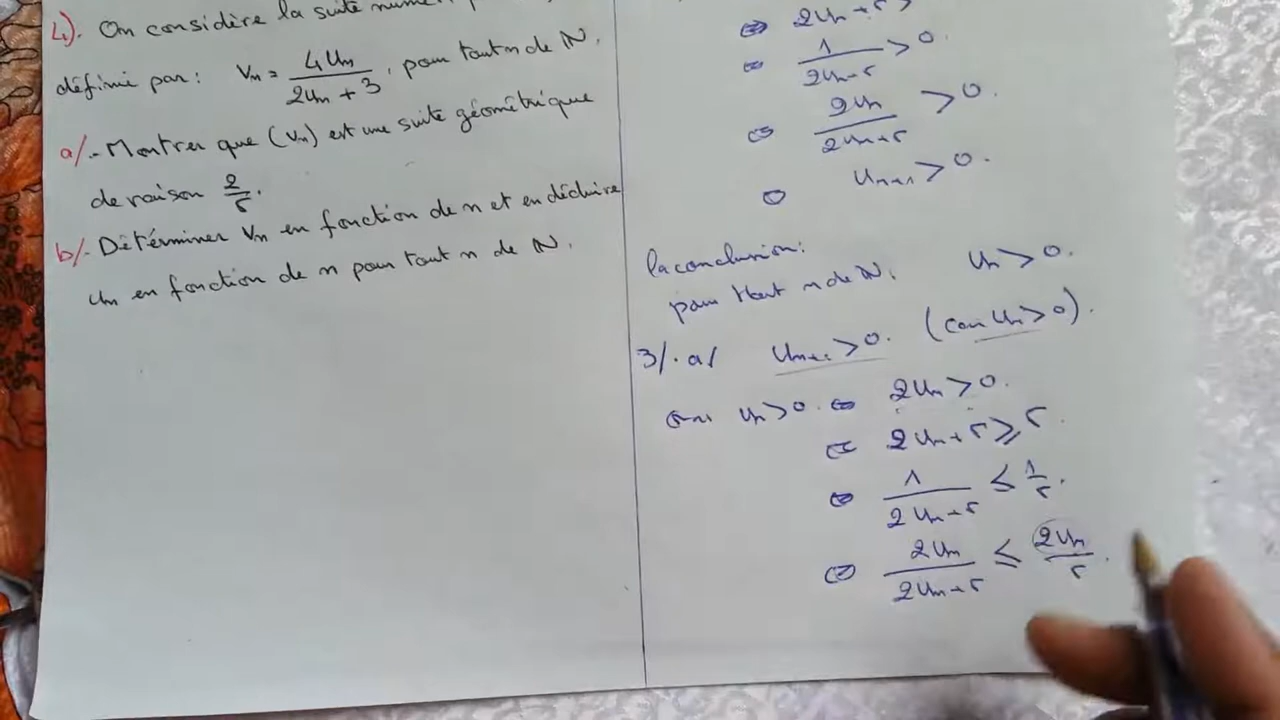 4). On considère la suite
définie par : Vn = 4Un / 2Un + 3, pour tout n de ℕ.
a/- Montrer que (Vn) est une suite géométrique
de raison 2/5.
b/- Détérminer Vn en fonction de n et en déduire
Un en fonction de n pour tout n de ℕ.
⇔ 2Un + 5 >
⇔ 1 / 2Un+5 > 0.
⇔ 2Un / 2Un+5 > 0.
⇔ Un+1 > 0.
la conclusion:
pour tout n de ℕ. Un > 0.
3/. a/ Un+1 > 0. (car Un > 0).
Un > 0 ⇔ 2Un > 0.
⇔ 2Un + 5 ⩾ 5.
⇔ 1 / 2Un+5 ≤ 1/5.
⇔ 2Un / 2Un+5 ≤ 2Un / 5.